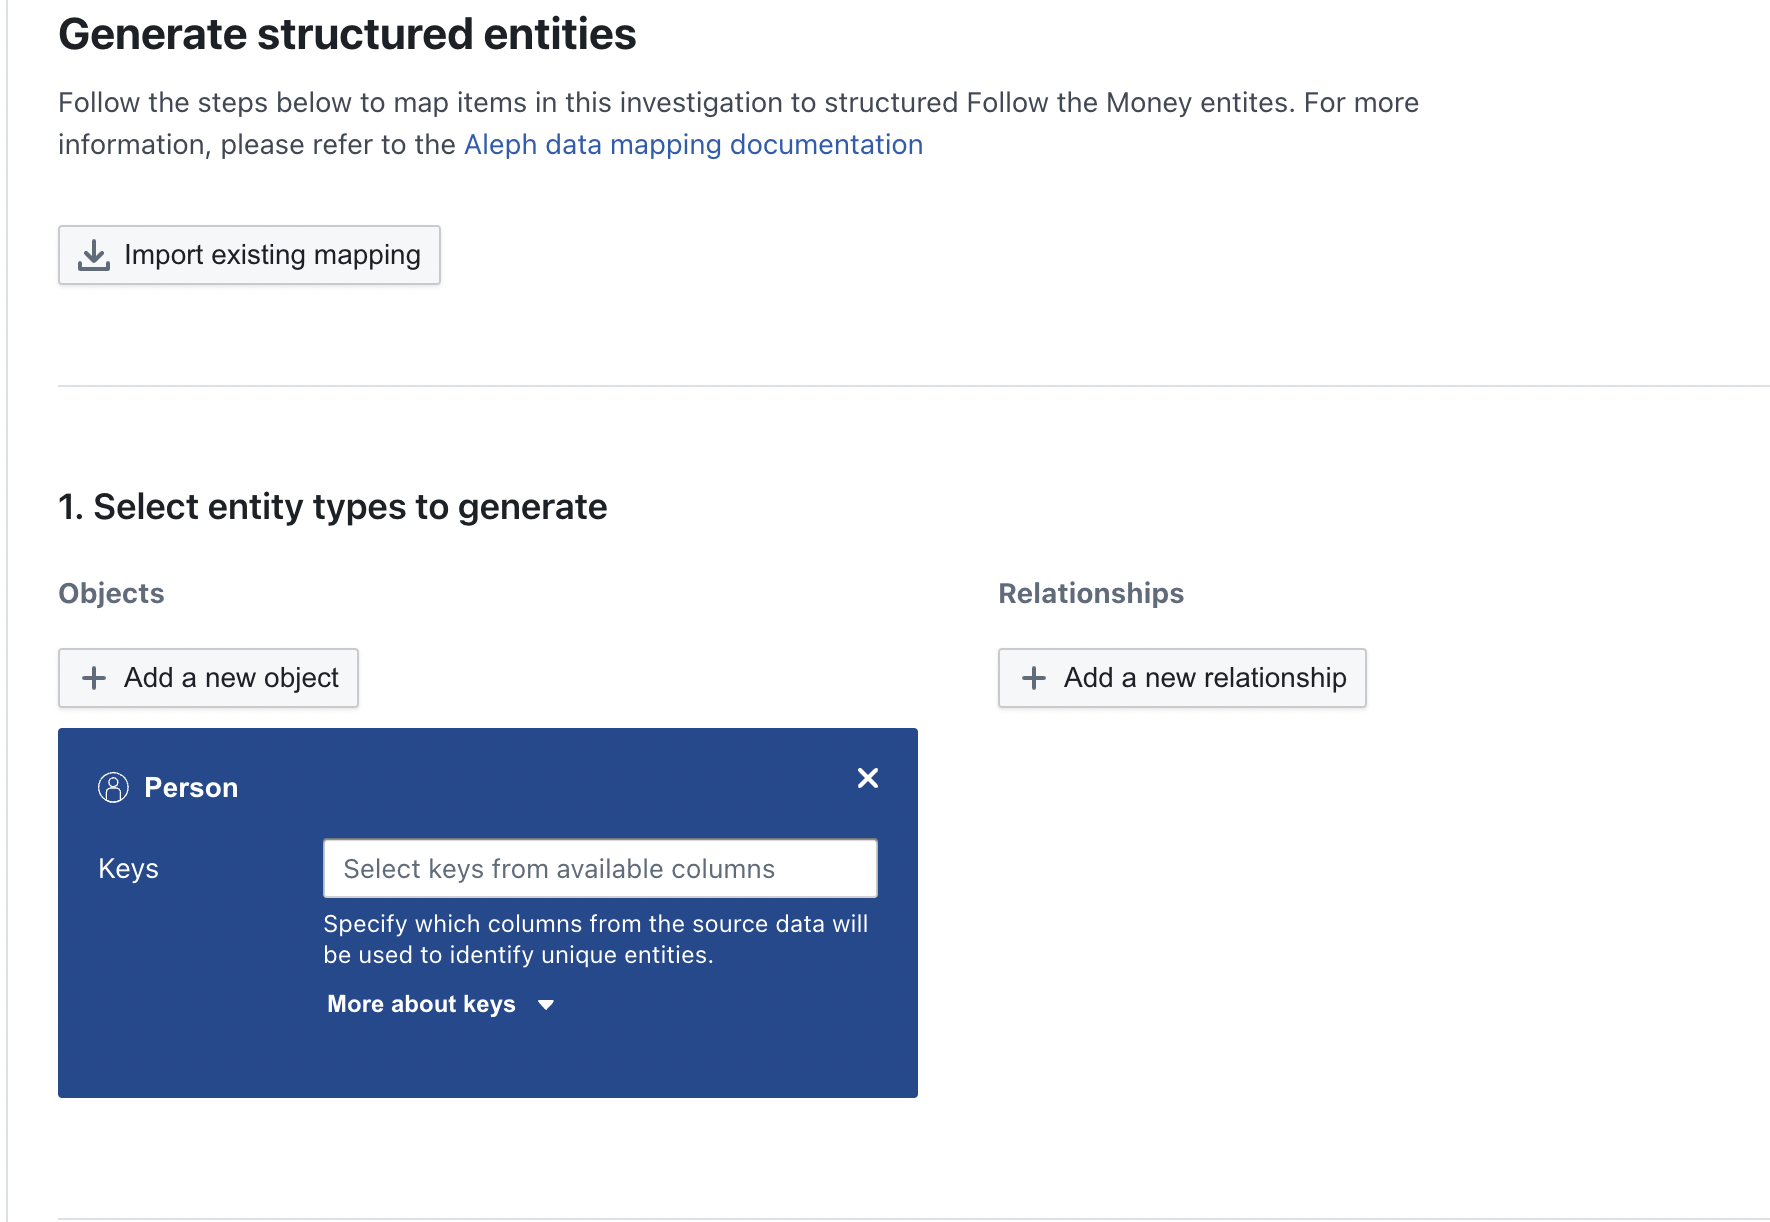 Generate structured entities
Follow the steps below to map items in this investigation to structured Follow the Money entites. For more
information, please refer to the Aleph data mapping documentation
Import existing mapping
1. Select entity types to generate
Objects
Relationships
Add a new object
Add a new relationship
Person
Keys
Select keys from available columns
Specify which columns from the source data will
be used to identify unique entities.
More about keys